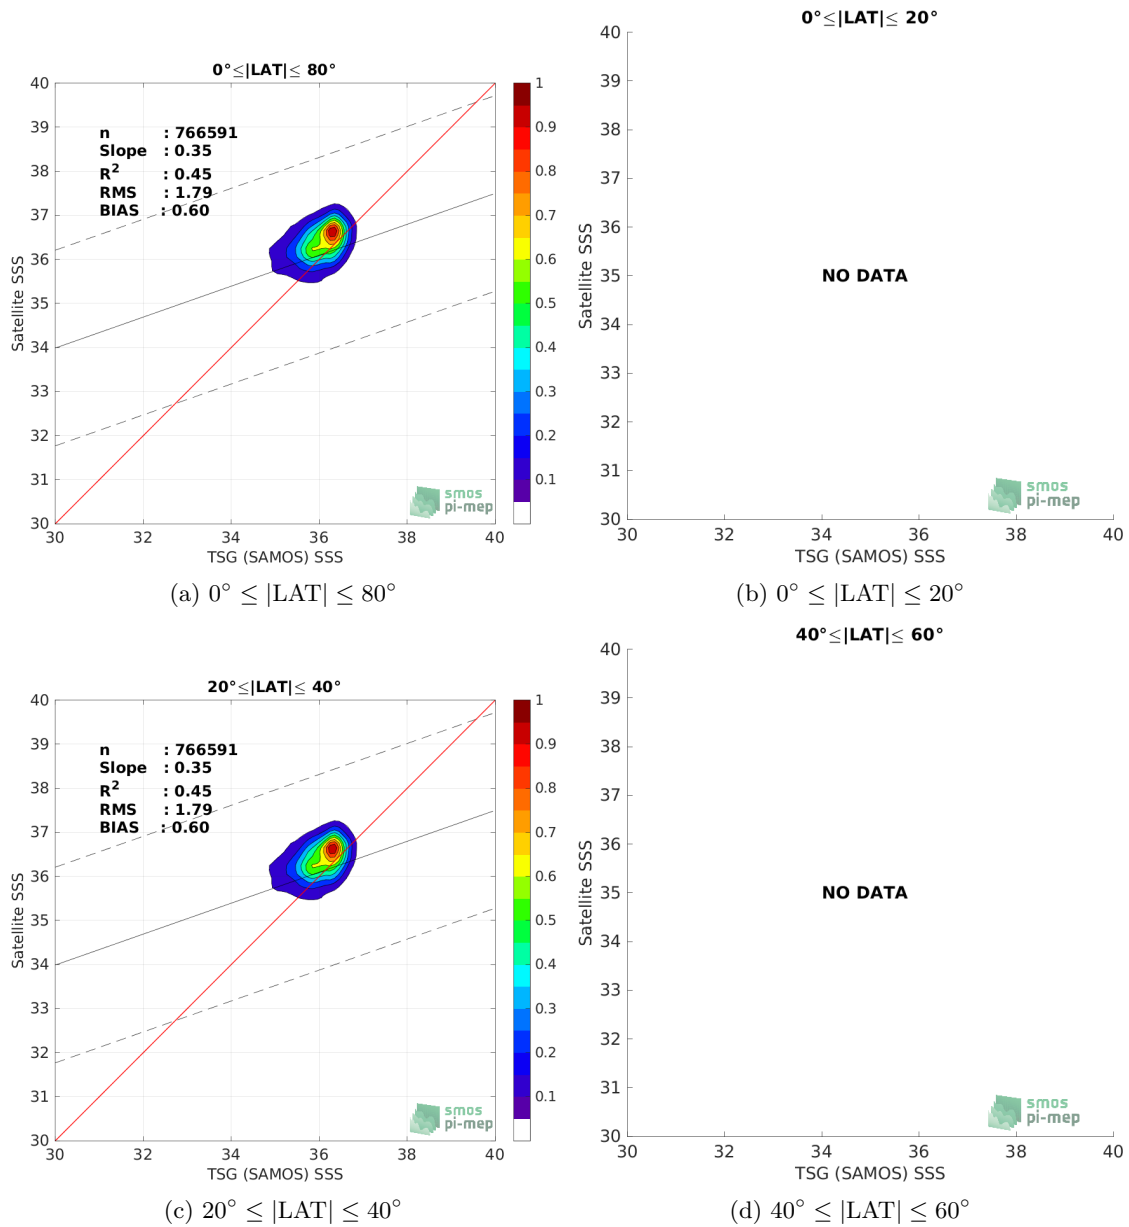 0°≤|LAT|≤ 80°
40
39
38
37
36
35
34
33
32
31
30
Satellite SSS
n : 766591
Slope : 0.35
R² : 0.45
RMS : 1.79
BIAS : 0.60
1
0.9
0.8
0.7
0.6
0.5
0.4
0.3
0.2
0.1
smos
pi-mep
30 32 34 36 38 40
TSG (SAMOS) SSS
(a) 0° ≤ |LAT| ≤ 80°
0°≤|LAT|≤ 20°
40
39
38
37
36
35
34
33
32
31
30
Satellite SSS
NO DATA
smos
pi-mep
30 32 34 36 38 40
TSG (SAMOS) SSS
(b) 0° ≤ |LAT| ≤ 20°
20°≤|LAT|≤ 40°
40
39
38
37
36
35
34
33
32
31
30
Satellite SSS
n : 766591
Slope : 0.35
R² : 0.45
RMS : 1.79
BIAS : 0.60
1
0.9
0.8
0.7
0.6
0.5
0.4
0.3
0.2
0.1
smos
pi-mep
30 32 34 36 38 40
TSG (SAMOS) SSS
(c) 20° ≤ |LAT| ≤ 40°
40°≤|LAT|≤ 60°
40
39
38
37
36
35
34
33
32
31
30
Satellite SSS
NO DATA
smos
pi-mep
30 32 34 36 38 40
TSG (SAMOS) SSS
(d) 40° ≤ |LAT| ≤ 60°